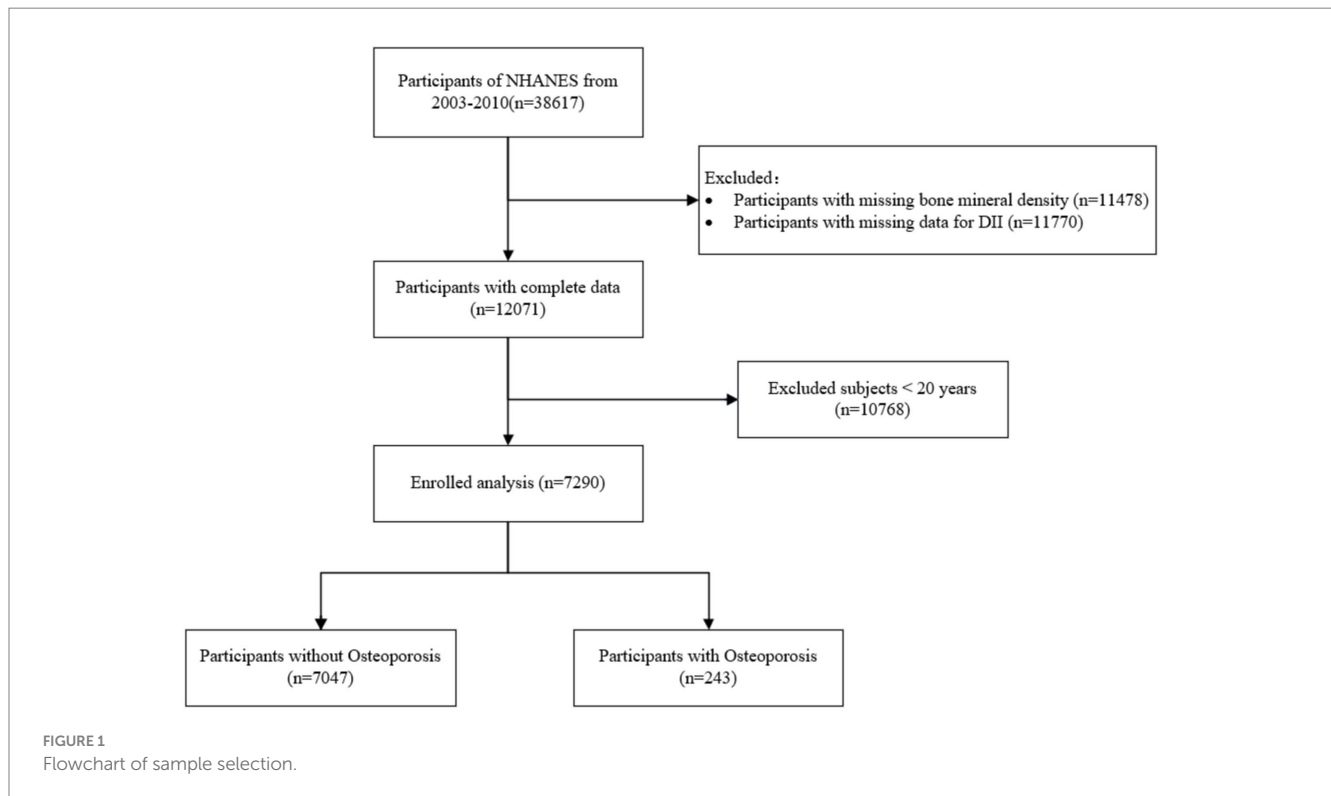 Participants of NHANES from
2003-2010(n=38617)
Excluded：
• Participants with missing bone mineral density (n=11478)
• Participants with missing data for DII (n=11770)
Participants with complete data
(n=12071)
Excluded subjects < 20 years
(n=10768)
Enrolled analysis (n=7290)
Participants without Osteoporosis
(n=7047)
Participants with Osteoporosis
(n=243)
FIGURE 1
Flowchart of sample selection.